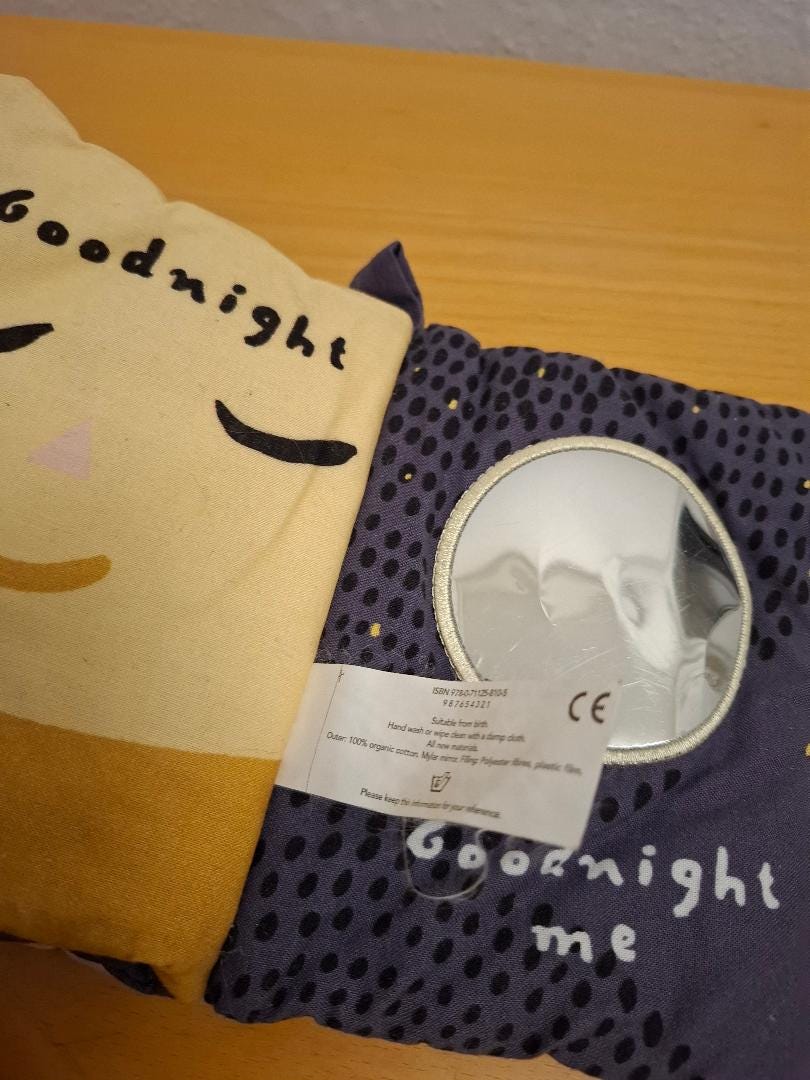 Goodnight
ISBN 978-0-71125-810-5
987654321
CE
Suitable from birth.
Hand wash or wipe clean with a damp cloth.
All new materials.
Outer: 100% organic cotton. Mylar mirror. Filling: Polyester fibres, plastic film.
Please keep this information for your reference.
Goodnight
me